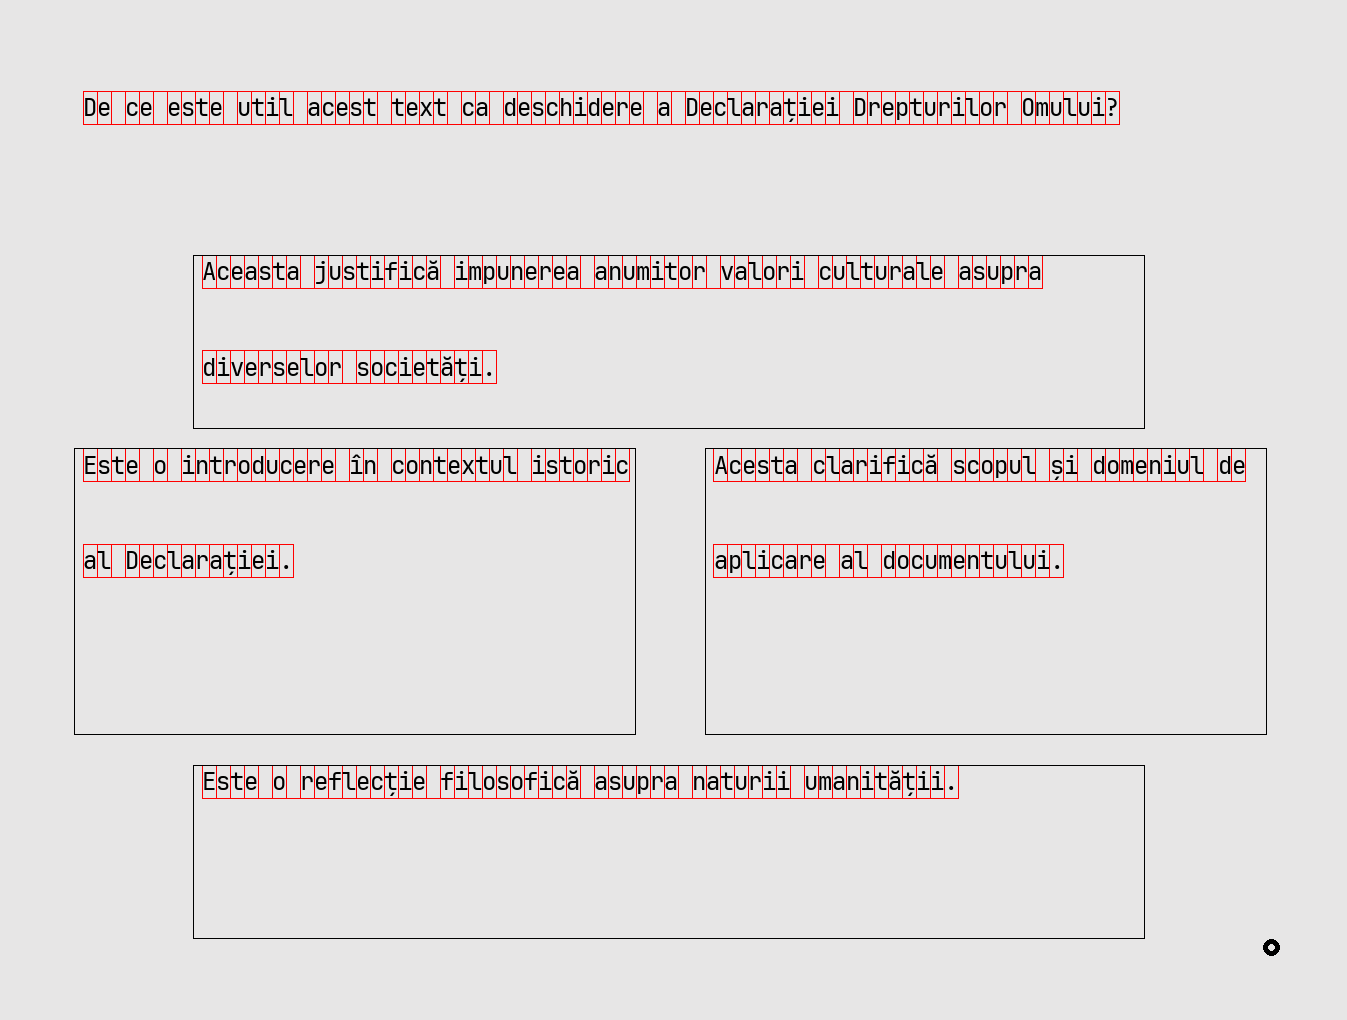 De ce este util acest text ca deschidere a Declarației Drepturilor Omului?
Aceasta justifică impunerea anumitor valori culturale asupra
diverselor societăți.
Este o introducere în contextul istoric
al Declarației.
Acesta clarifică scopul și domeniul de
aplicare al documentului.
Este o reflecție filosofică asupra naturii umanității.